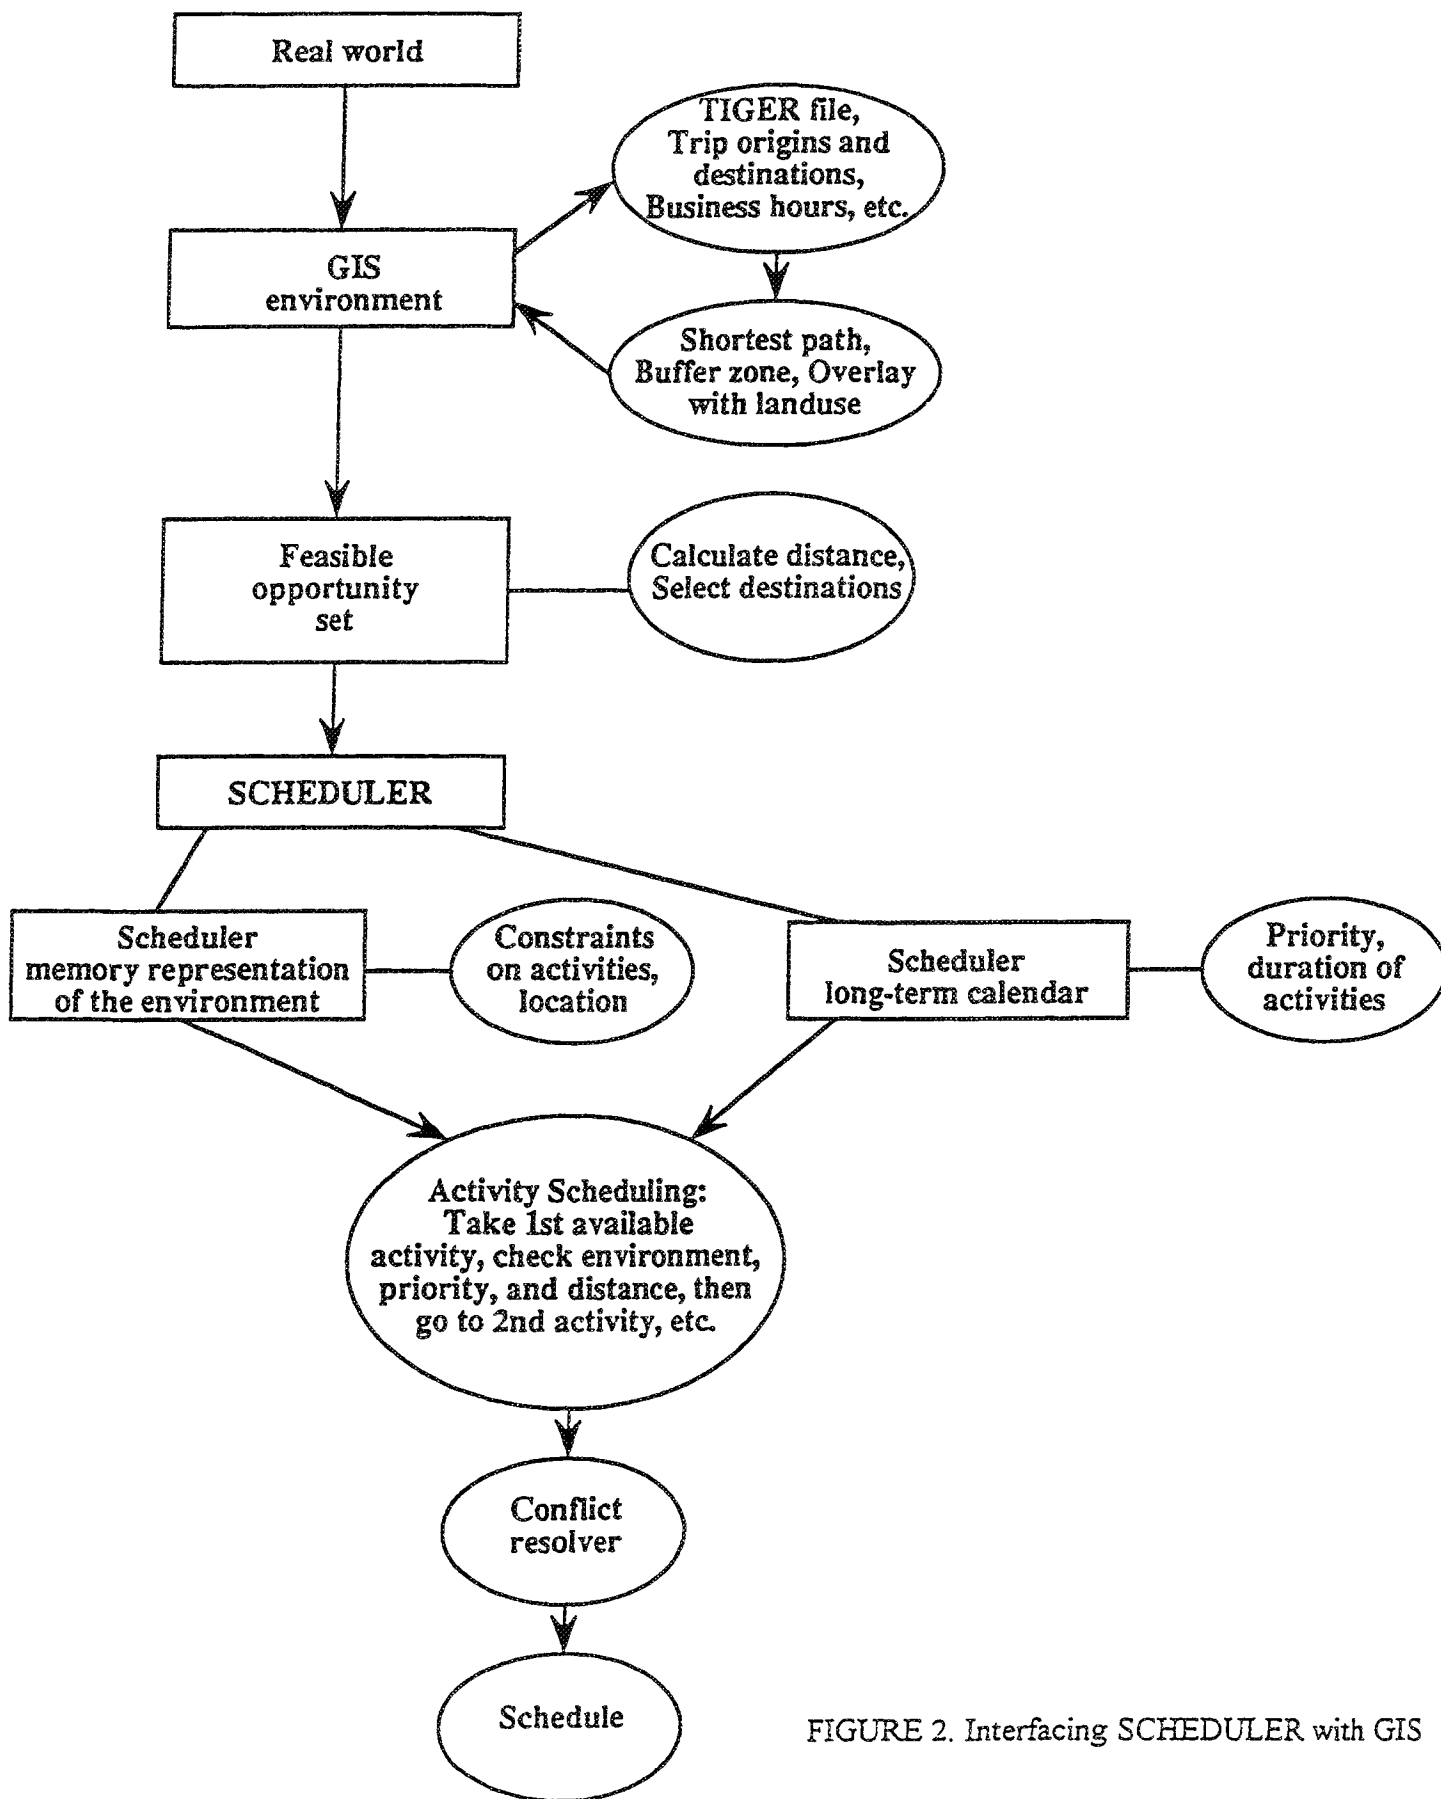 Real world
TIGER file,
Trip origins and
destinations,
Business hours, etc.
GIS
environment
Shortest path,
Buffer zone, Overlay
with landuse
Feasible
opportunity
set
Calculate distance,
Select destinations
SCHEDULER
Scheduler
memory representation
of the environment
Constraints
on activities,
location
Scheduler
long-term calendar
Priority,
duration of
activities
Activity Scheduling:
Take 1st available
activity, check environment,
priority, and distance, then
go to 2nd activity, etc.
Conflict
resolver
Schedule
FIGURE 2. Interfacing SCHEDULER with GIS